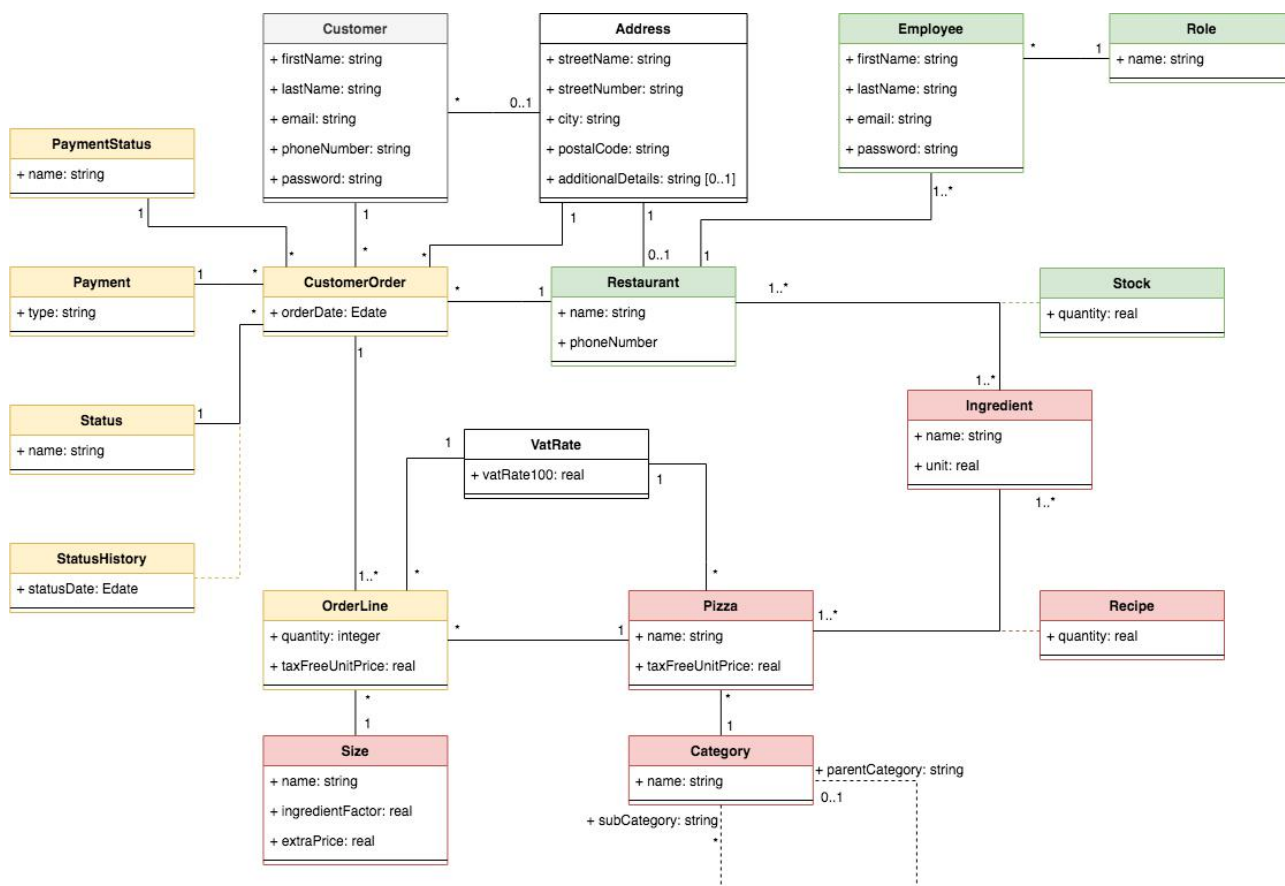 Customer
+ firstName: string
+ lastName: string
+ email: string
+ phoneNumber: string
+ password: string
Address
+ streetName: string
+ streetNumber: string
+ city: string
+ postalCode: string
+ additionalDetails: string [0..1]
Employee
+ firstName: string
+ lastName: string
+ email: string
+ password: string
Role
+ name: string
*
1
*
0..1
PaymentStatus
+ name: string
1
*
1
*
1
*
1
0..1
1..*
1
Payment
+ type: string
1
*
CustomerOrder
+ orderDate: Edate
*
1
Restaurant
+ name: string
+ phoneNumber
1..*
1..*
Stock
+ quantity: real
*
1
Status
+ name: string
1
1..*
Ingredient
+ name: string
+ unit: real
1..*
1
VatRate
+ vatRate100: real
1
*
*
StatusHistory
+ statusDate: Edate
OrderLine
+ quantity: integer
+ taxFreeUnitPrice: real
*
1
Pizza
+ name: string
+ taxFreeUnitPrice: real
1..*
Recipe
+ quantity: real
*
1
*
1
Size
+ name: string
+ ingredientFactor: real
+ extraPrice: real
Category
+ name: string
+ parentCategory: string
0..1
+ subCategory: string
*